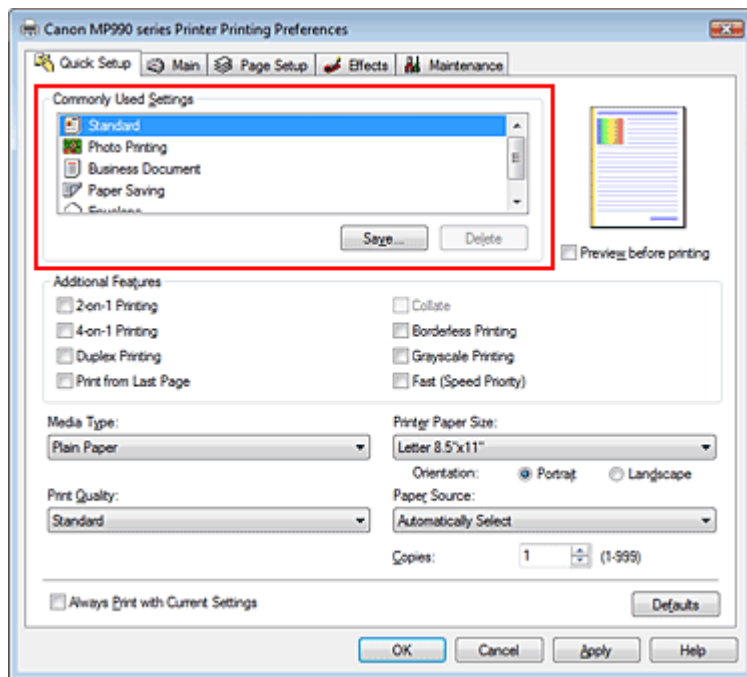 Canon MP990 series Printer Printing Preferences
Quick Setup Main Page Setup Effects Maintenance
Commonly Used Settings
Standard
Photo Printing
Business Document
Paper Saving
Envelope
Save... Delete
Preview before printing
Additional Features
2-on-1 Printing Collate
4-on-1 Printing Borderless Printing
Duplex Printing Grayscale Printing
Print from Last Page Fast (Speed Priority)
Media Type: Printer Paper Size:
Plain Paper Letter 8.5"x11"
Orientation: Portrait Landscape
Print Quality: Paper Source:
Standard Automatically Select
Copies: 1 (1-999)
Always Print with Current Settings Defaults
OK Cancel Apply Help